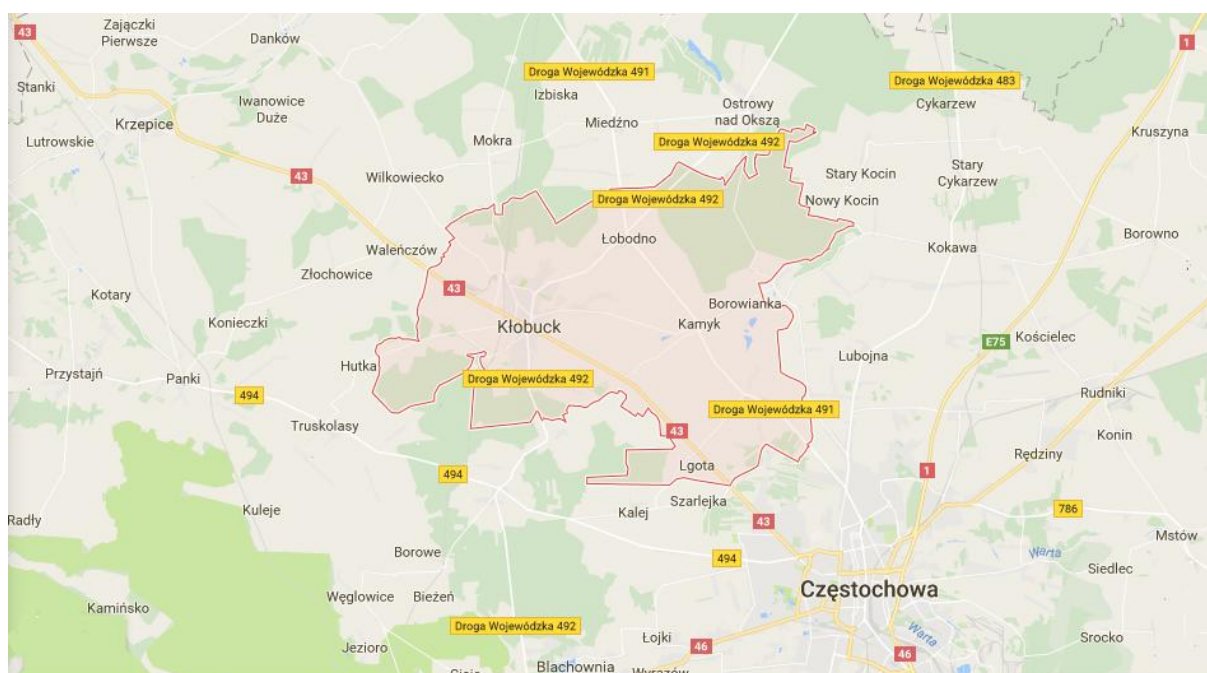 Zajączki
Pierwsze
43
Danków
1
Droga Wojewódzka 491
Droga Wojewódzka 483
Stanki
Izbiska
Iwanowice
Duże
Ostrowy
nad Okszą
Cykarzew
Krzepice
Miedźno
Kruszyna
Lutrowskie
Mokra
Droga Wojewódzka 492
43
Wilkowiecko
Stary Kocin
Stary
Cykarzew
Droga Wojewódzka 492
Nowy Kocin
Łobodno
Borowno
Waleńczów
Kokawa
Złochowice
43
Kotary
Borowianka
Konieczki
Kłobuck
Kamyk
Kościelec
E75
Lubojna
Hutka
Przystajń
Panki
Droga Wojewódzka 492
494
Rudniki
Droga Wojewódzka 491
Truskolasy
43
Konin
Rędziny
Lgota
494
1
Szarlejka
Kuleje
Kalej
786
Radły
43
Mstów
Borowe
494
Warta
Siedlec
Częstochowa
Węglowice
Bieżeń
Kamińsko
Droga Wojewódzka 492
Warta
Łojki
Srocko
Jezioro
46
46
Blachownia